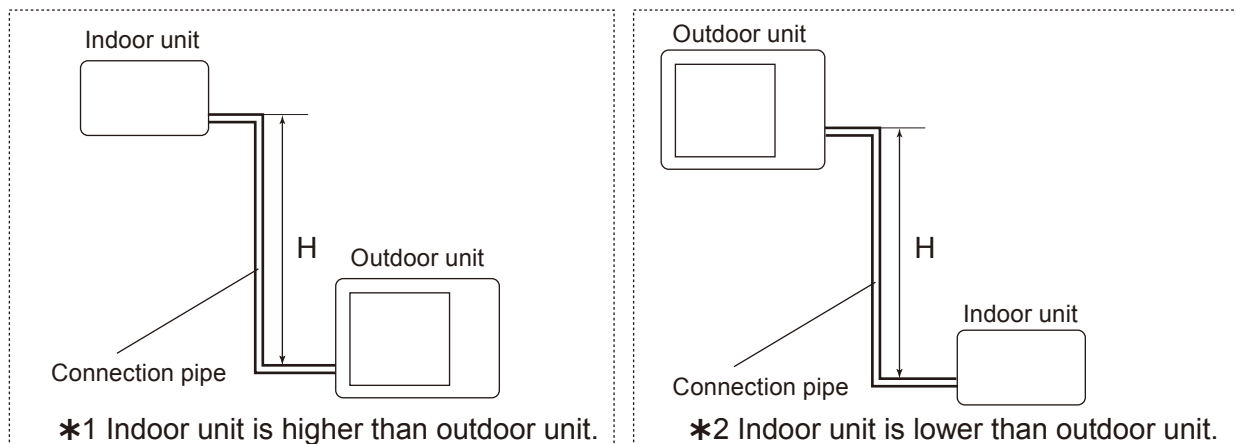 Indoor unit
H
Outdoor unit
Connection pipe
∗1 Indoor unit is higher than outdoor unit.
Outdoor unit
H
Indoor unit
Connection pipe
∗2 Indoor unit is lower than outdoor unit.